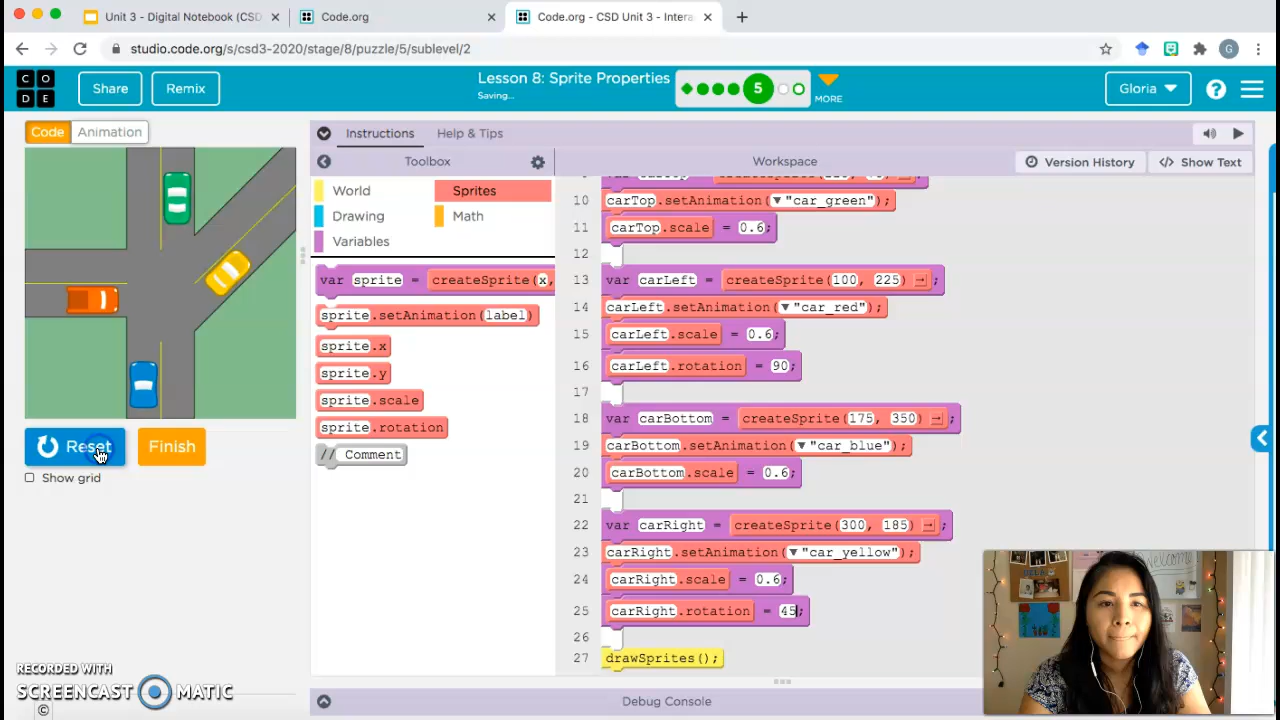 Unit 3 - Digital Notebook (CSD
Code.org
Code.org - CSD Unit 3 - Intera
studio.code.org/s/csd3-2020/stage/8/puzzle/5/sublevel/2
G
C O
D E
Share
Remix
Lesson 8: Sprite Properties
Saving...
5
MORE
Gloria
?
Code
Animation
Instructions
Help & Tips
Toolbox
Workspace
Version History
</> Show Text
World
Sprites
Drawing
Math
Variables
var sprite = createSprite(x,
sprite.setAnimation(label)
sprite.x
sprite.y
sprite.scale
sprite.rotation
// Comment
10 carTop.setAnimation(▼"car_green");
11 carTop.scale = 0.6;
12
13 var carLeft = createSprite(100, 225) → ;
14 carLeft.setAnimation(▼"car_red");
15 carLeft.scale = 0.6;
16 carLeft.rotation = 90;
17
18 var carBottom = createSprite(175, 350) → ;
19 carBottom.setAnimation(▼"car_blue");
20 carBottom.scale = 0.6;
21
22 var carRight = createSprite(300, 185) → ;
23 carRight.setAnimation(▼"car_yellow");
24 carRight.scale = 0.6;
25 carRight.rotation = 45;
26
27 drawSprites();
Reset
Finish
Show grid
Debug Console
RECORDED WITH
SCREENCAST MATIC
©
Welcome